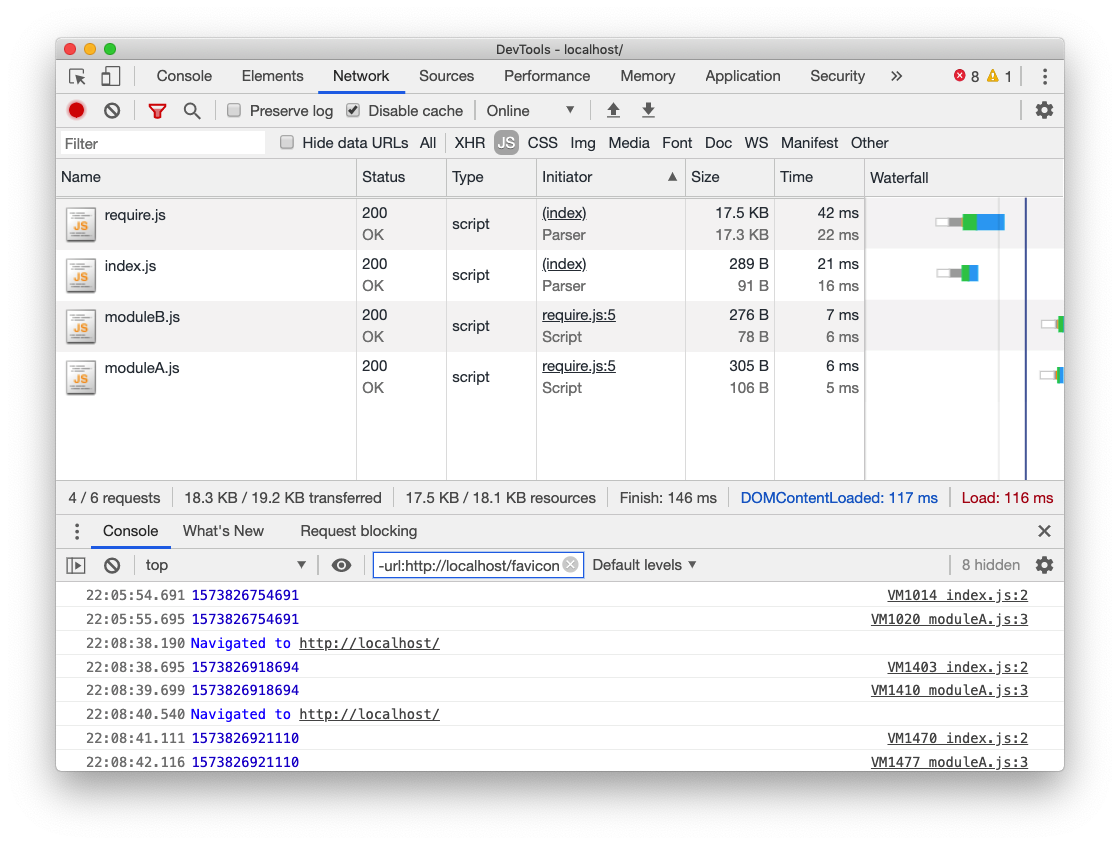 DevTools - localhost/
Console Elements Network Sources Performance Memory Application Security » 8 1
Preserve log Disable cache Online
Filter Hide data URLs All XHR JS CSS Img Media Font Doc WS Manifest Other
Name Status Type Initiator Size Time Waterfall
JS require.js 200 OK script (index) Parser 17.5 KB 17.3 KB 42 ms 22 ms
JS index.js 200 OK script (index) Parser 289 B 91 B 21 ms 16 ms
JS moduleB.js 200 OK script require.js:5 Script 276 B 78 B 7 ms 6 ms
JS moduleA.js 200 OK script require.js:5 Script 305 B 106 B 6 ms 5 ms
4 / 6 requests 18.3 KB / 19.2 KB transferred 17.5 KB / 18.1 KB resources Finish: 146 ms DOMContentLoaded: 117 ms Load: 116 ms
Console What's New Request blocking
top -url:http://localhost/favicon Default levels 8 hidden
22:05:54.691 1573826754691 VM1014 index.js:2
22:05:55.695 1573826754691 VM1020 moduleA.js:3
22:08:38.190 Navigated to http://localhost/
22:08:38.695 1573826918694 VM1403 index.js:2
22:08:39.699 1573826918694 VM1410 moduleA.js:3
22:08:40.540 Navigated to http://localhost/
22:08:41.111 1573826921110 VM1470 index.js:2
22:08:42.116 1573826921110 VM1477 moduleA.js:3